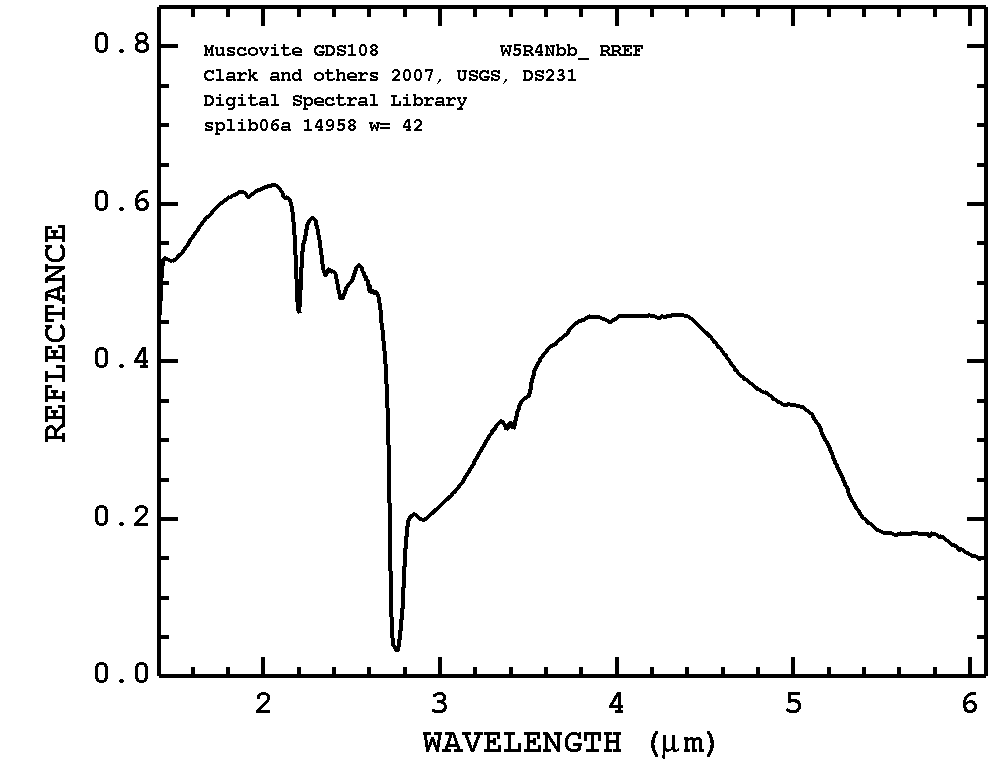 Muscovite GDS108 W5R4Nbb_ RREF
Clark and others 2007, USGS, DS231
Digital Spectral Library
splib06a 14958 w= 42
0.8
0.6
0.4
0.2
0.0
REFLECTANCE
2 3 4 5 6
WAVELENGTH (μm)